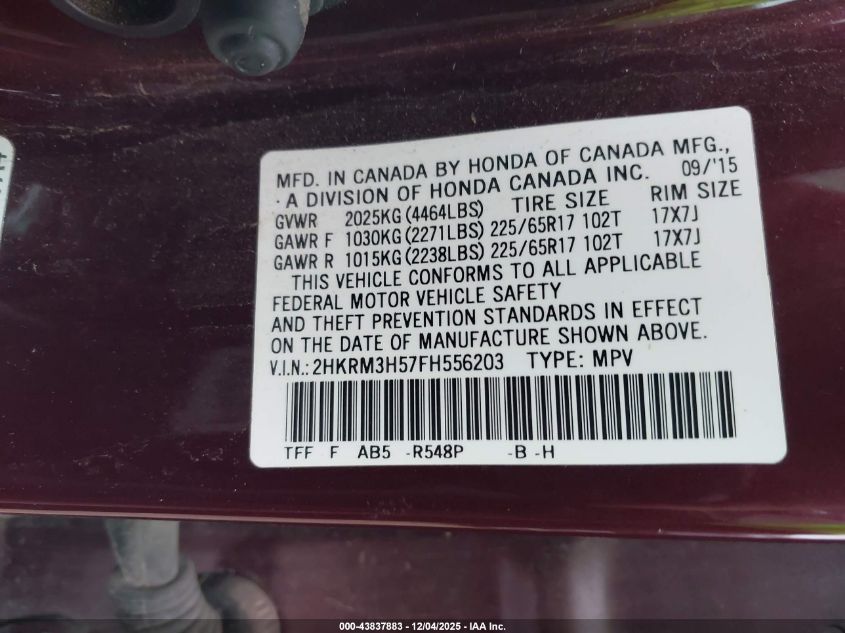 MFD. IN CANADA BY HONDA OF CANADA MFG.,
· A DIVISION OF HONDA CANADA INC. 09/'15
GVWR 2025KG (4464LBS) TIRE SIZE RIM SIZE
GAWR F 1030KG (2271LBS) 225/65R17 102T 17X7J
GAWR R 1015KG (2238LBS) 225/65R17 102T 17X7J
THIS VEHICLE CONFORMS TO ALL APPLICABLE
FEDERAL MOTOR VEHICLE SAFETY
AND THEFT PREVENTION STANDARDS IN EFFECT
ON THE DATE OF MANUFACTURE SHOWN ABOVE.
V.I.N.: 2HKRM3H57FH556203 TYPE: MPV
TFF F AB5 -R548P -B -H
000-43837883 - 12/04/2025 - IAA Inc.